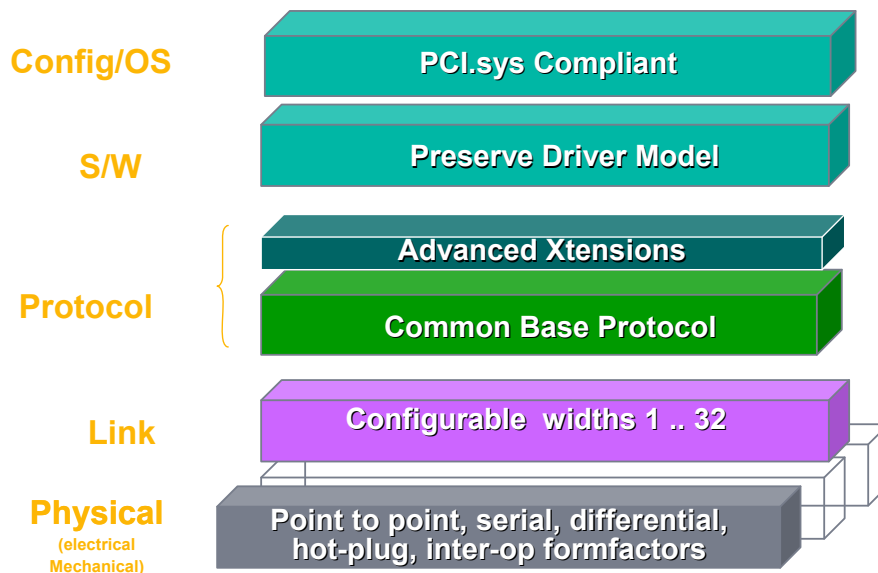 Config/OS
PCI.sys Compliant
S/W
Preserve Driver Model
Protocol
Advanced Xtensions
Common Base Protocol
Link
Configurable widths 1 .. 32
Physical
(electrical
Mechanical)
Point to point, serial, differential,
hot-plug, inter-op formfactors